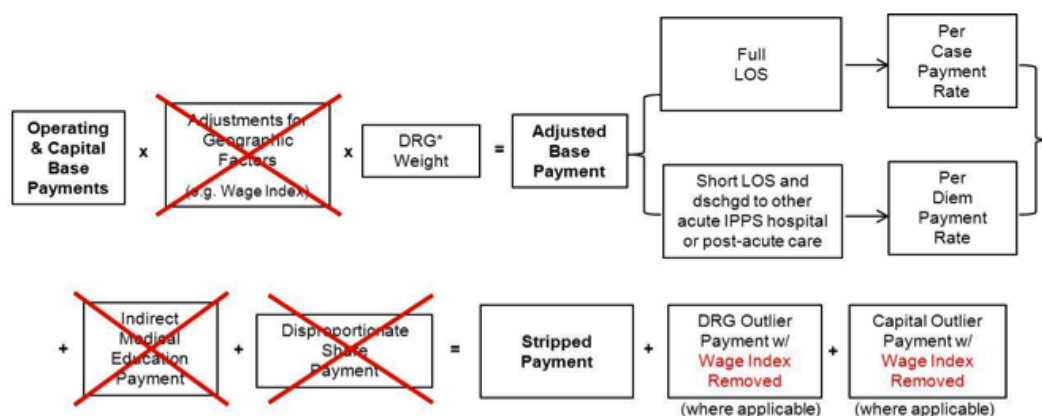 Operating
& Capital
Base
Payments
x
Adjustments for
Geographic
Factors
(e.g. Wage Index)
x
DRG*
Weight
=
Adjusted
Base
Payment
Full
LOS
Per
Case
Payment
Rate
Short LOS and
dschgd to other
acute IPPS hospital
or post-acute care
Per
Diem
Payment
Rate
+
Indirect
Medical
Education
Payment
+
Disproportionate
Share
Payment
=
Stripped
Payment
+
DRG Outlier
Payment w/
Wage Index
Removed
(where applicable)
+
Capital Outlier
Payment w/
Wage Index
Removed
(where applicable)